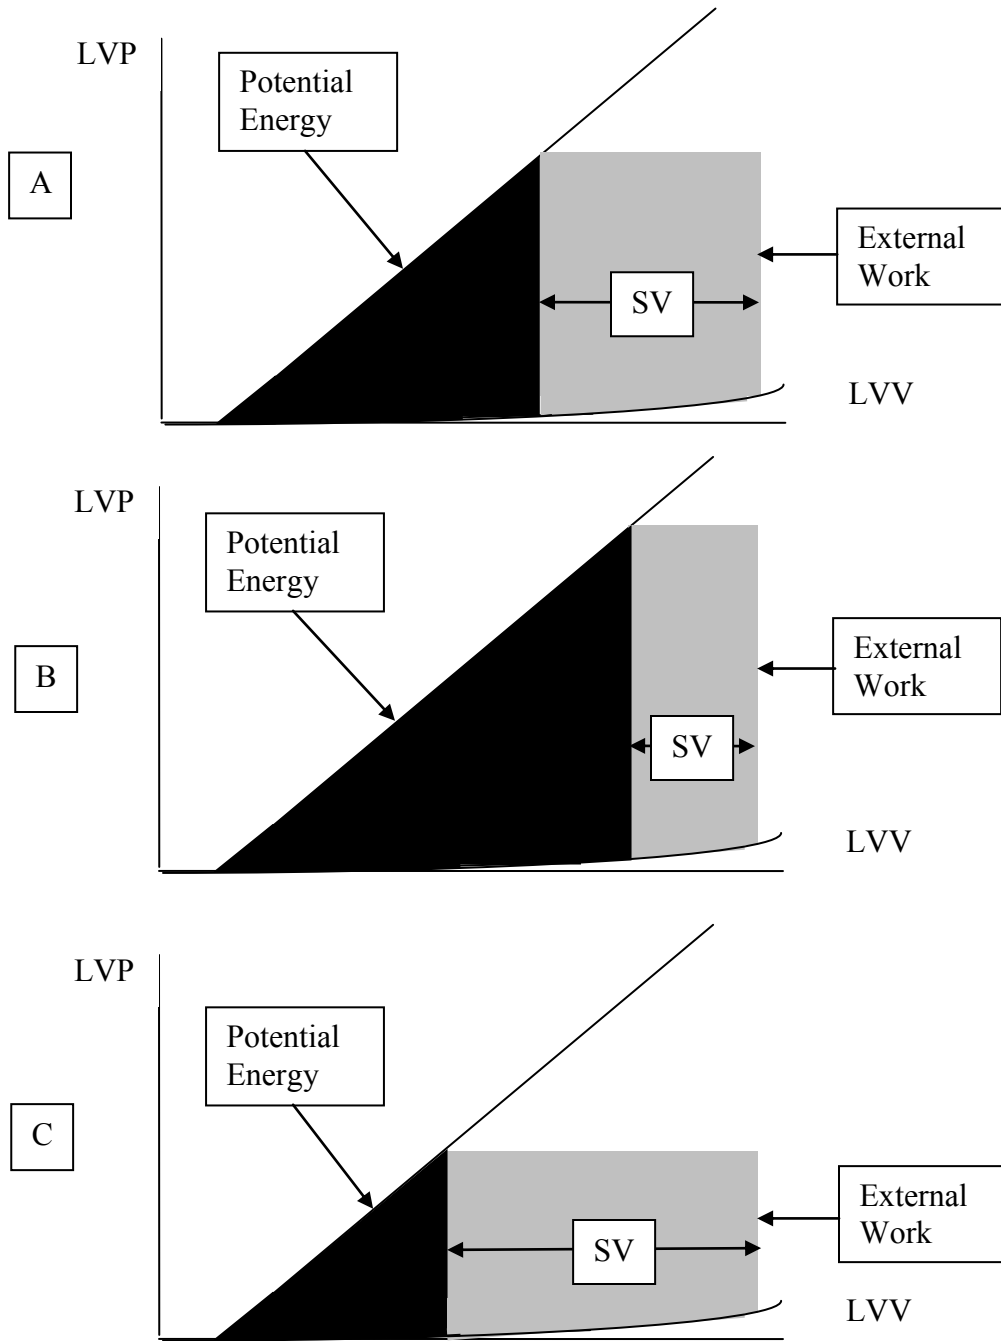 LVP
Potential
Energy
A
External
Work
SV
LVV
LVP
Potential
Energy
B
External
Work
SV
LVV
LVP
Potential
Energy
C
External
Work
SV
LVV